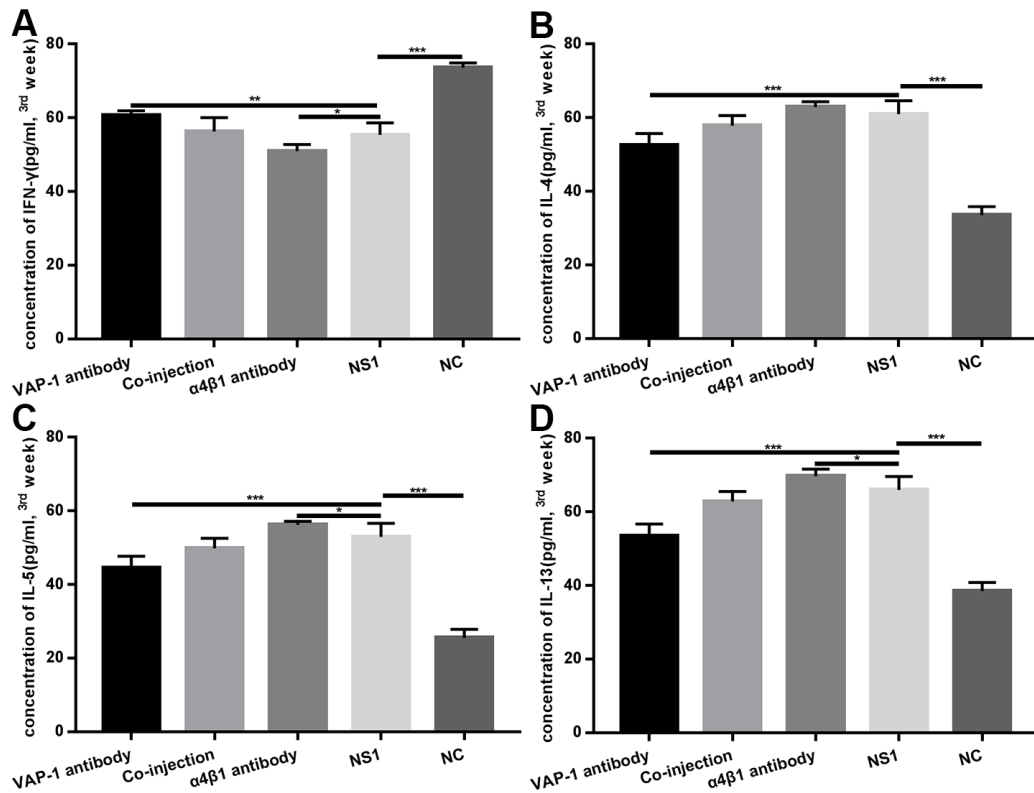 A
concentration of IFN-γ(pg/ml, 3rd week)
80
60
40
20
0
***
**
*
VAP-1 antibody
Co-injection
α4β1 antibody
NS1
NC
B
concentration of IL-4(pg/ml, 3rd week)
80
60
40
20
0
***
***
VAP-1 antibody
Co-injection
α4β1 antibody
NS1
NC
C
concentration of IL-5(pg/ml, 3rd week)
80
60
40
20
0
***
***
*
VAP-1 antibody
Co-injection
α4β1 antibody
NS1
NC
D
concentration of IL-13(pg/ml, 3rd week)
80
60
40
20
0
***
***
*
VAP-1 antibody
Co-injection
α4β1 antibody
NS1
NC